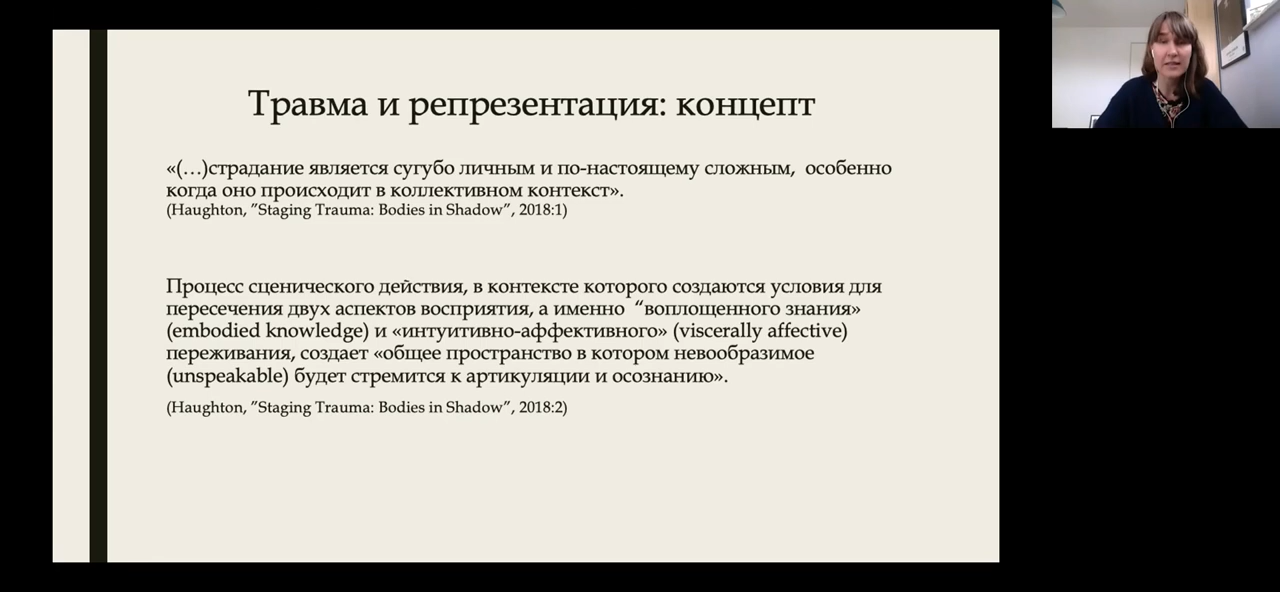 Травма и репрезентация: концепт
«(…)страдание является сугубо личным и по-настоящему сложным,  особенно
когда оно происходит в коллективном контекст».
(Haughton, ”Staging Trauma: Bodies in Shadow”, 2018:1)
Процесс сценического действия, в контексте которого создаются условия для
пересечения двух аспектов восприятия, а именно  “воплощенного знания»
(embodied knowledge) и «интуитивно-аффективного» (viscerally affective)
переживания, создает «общее пространство в котором невообразимое
(unspeakable) будет стремится к артикуляции и осознанию».
(Haughton, ”Staging Trauma: Bodies in Shadow”, 2018:2)